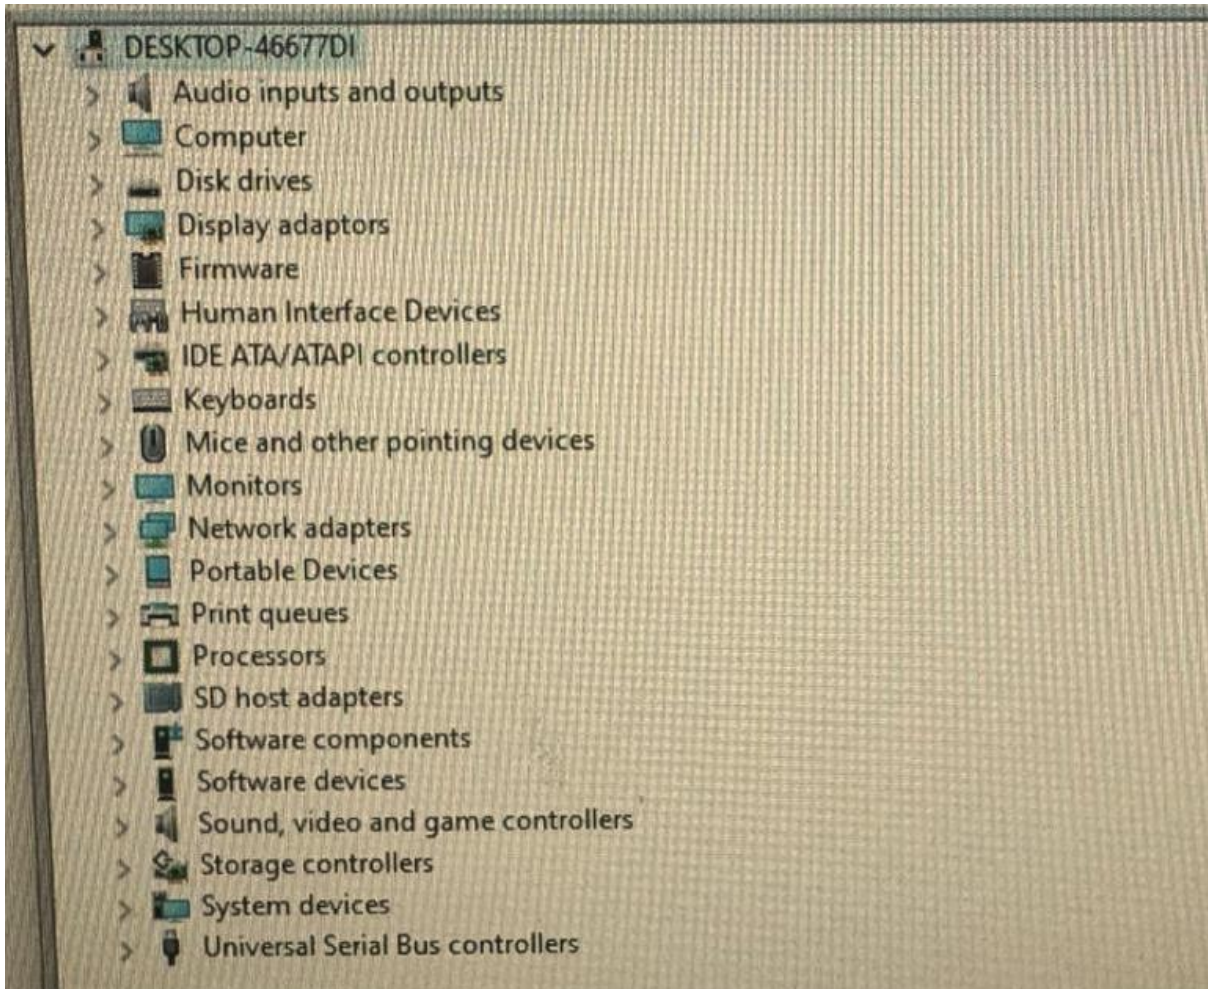 DESKTOP-46677DI
Audio inputs and outputs
Computer
Disk drives
Display adaptors
Firmware
Human Interface Devices
IDE ATA/ATAPI controllers
Keyboards
Mice and other pointing devices
Monitors
Network adapters
Portable Devices
Print queues
Processors
SD host adapters
Software components
Software devices
Sound, video and game controllers
Storage controllers
System devices
Universal Serial Bus controllers